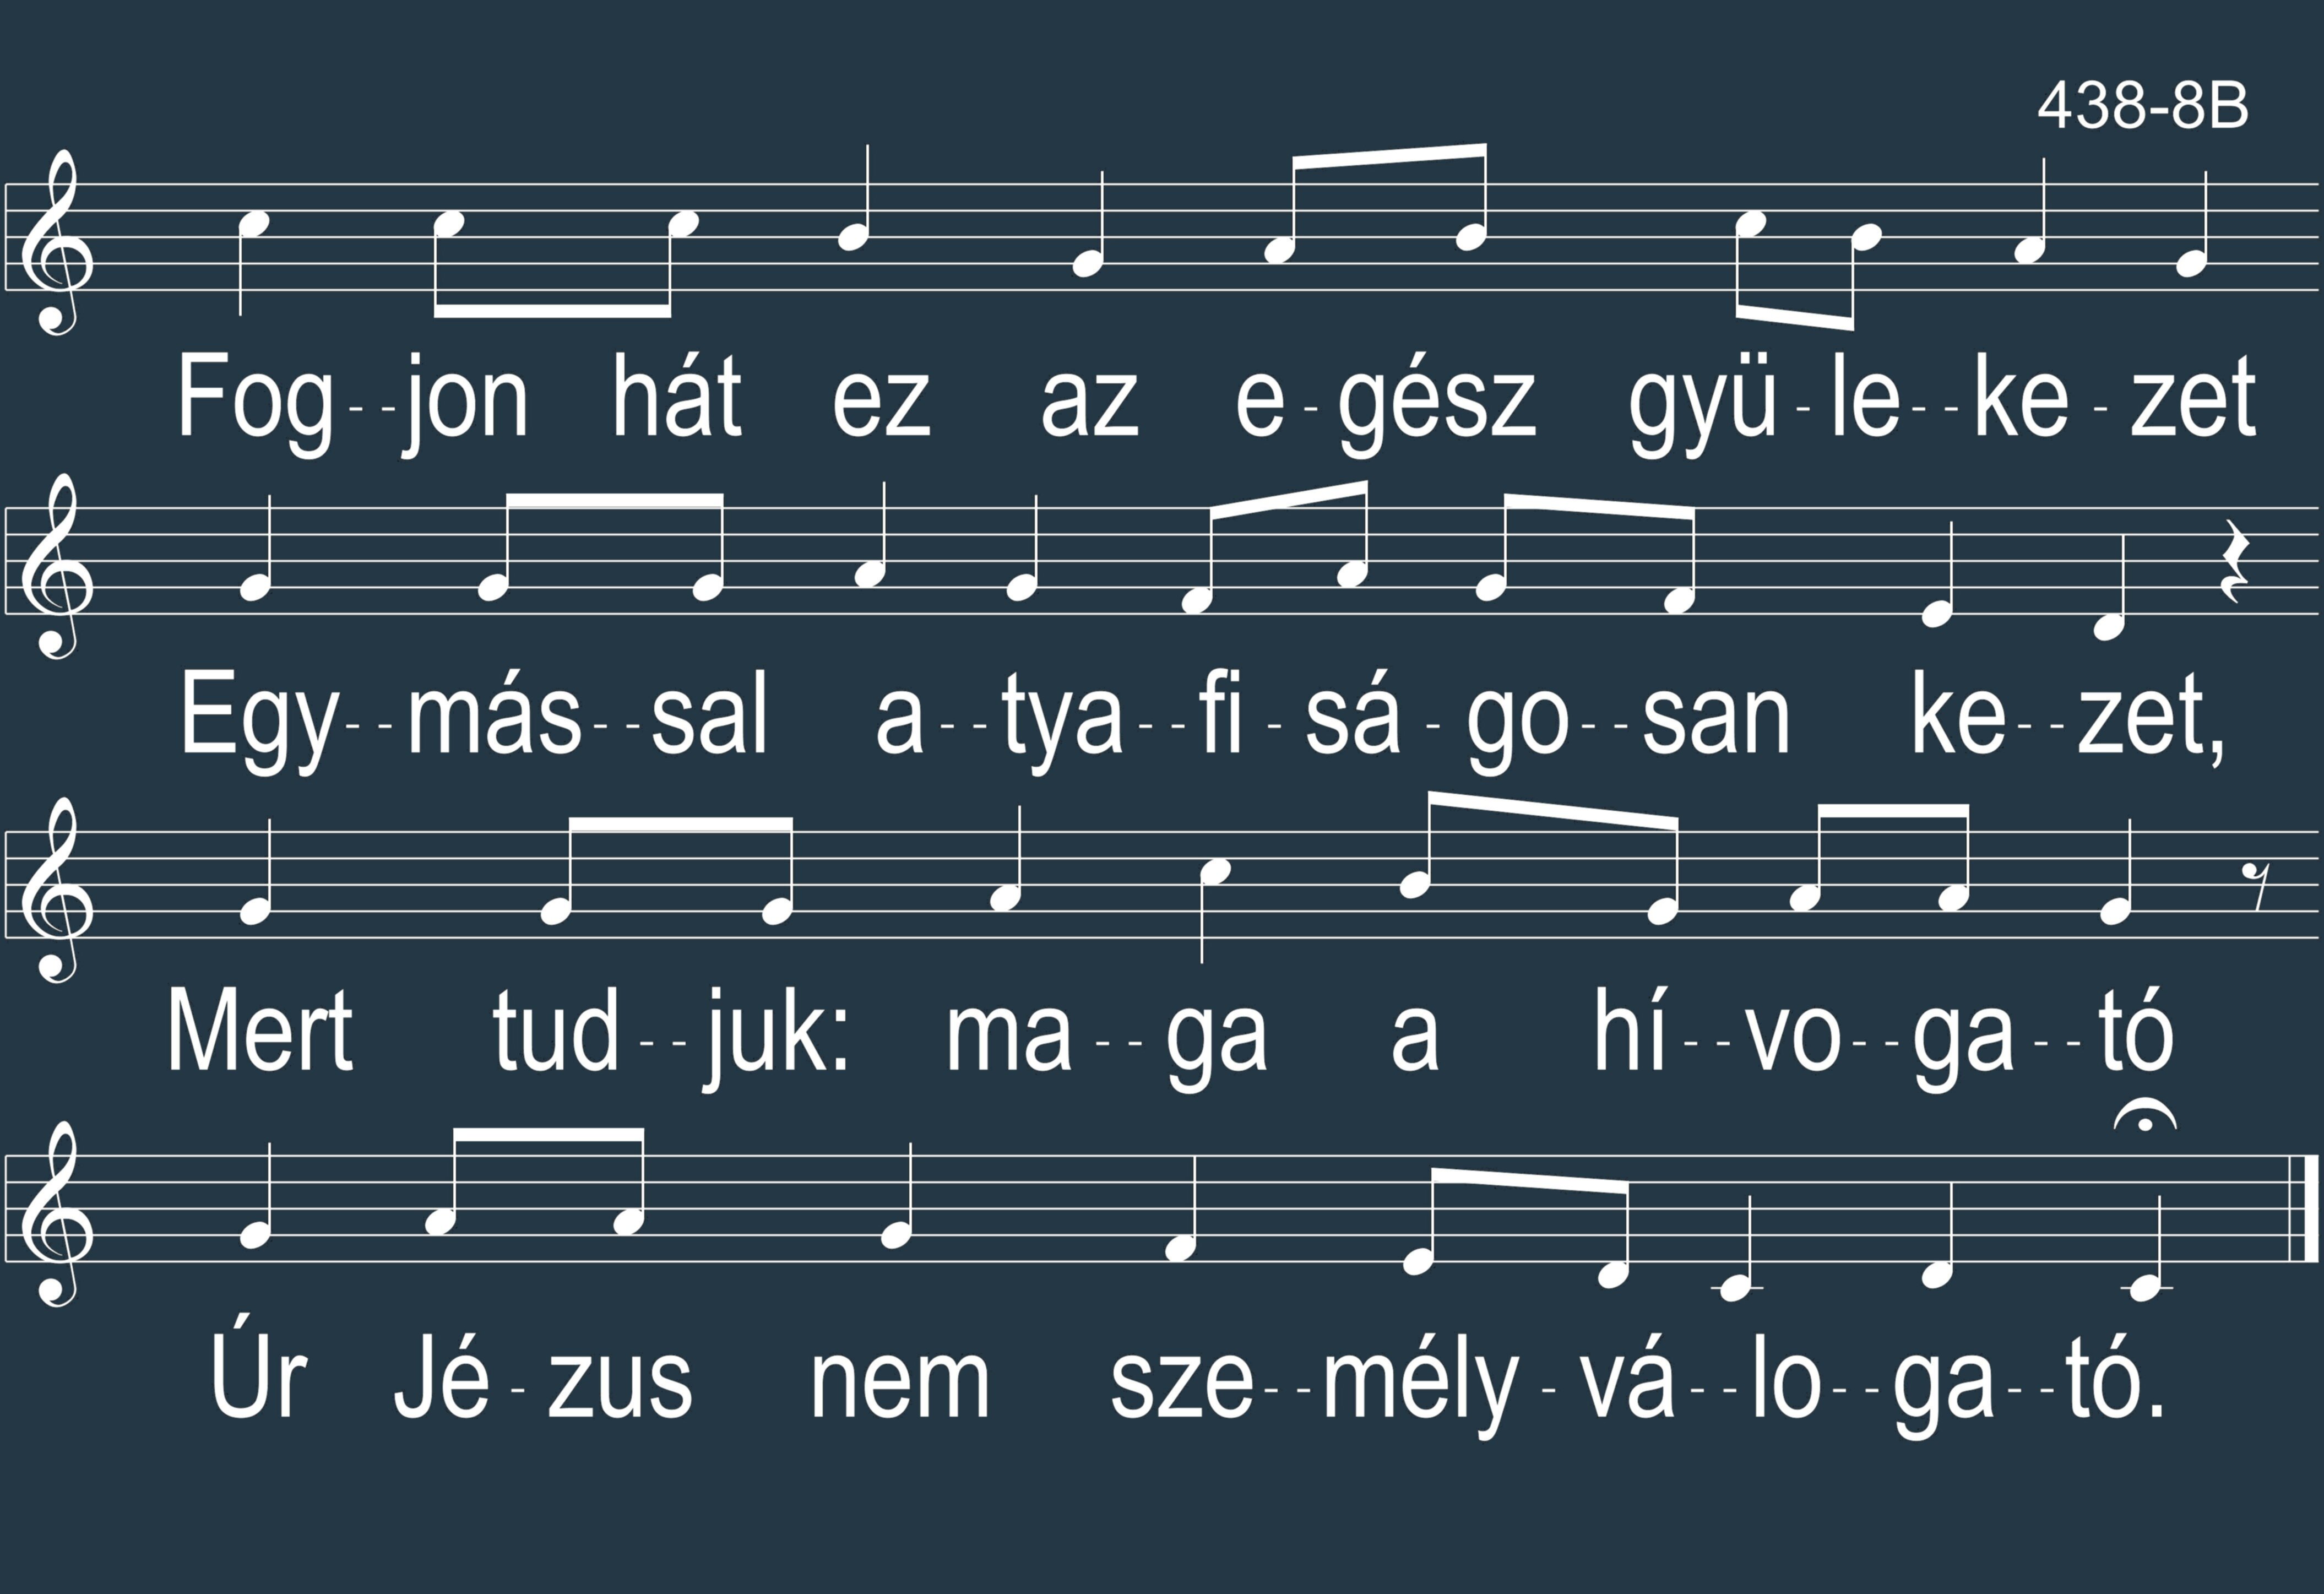 438-8B
Fog--jon hát ez az e-gész gyü-le--ke-zet
Egy--más--sal a--tya--fi-sá-go--san ke--zet,
Mert tud--juk: ma--ga a hí--vo--ga--tó
Úr Jé-zus nem sze--mély-vá--lo--ga--tó.